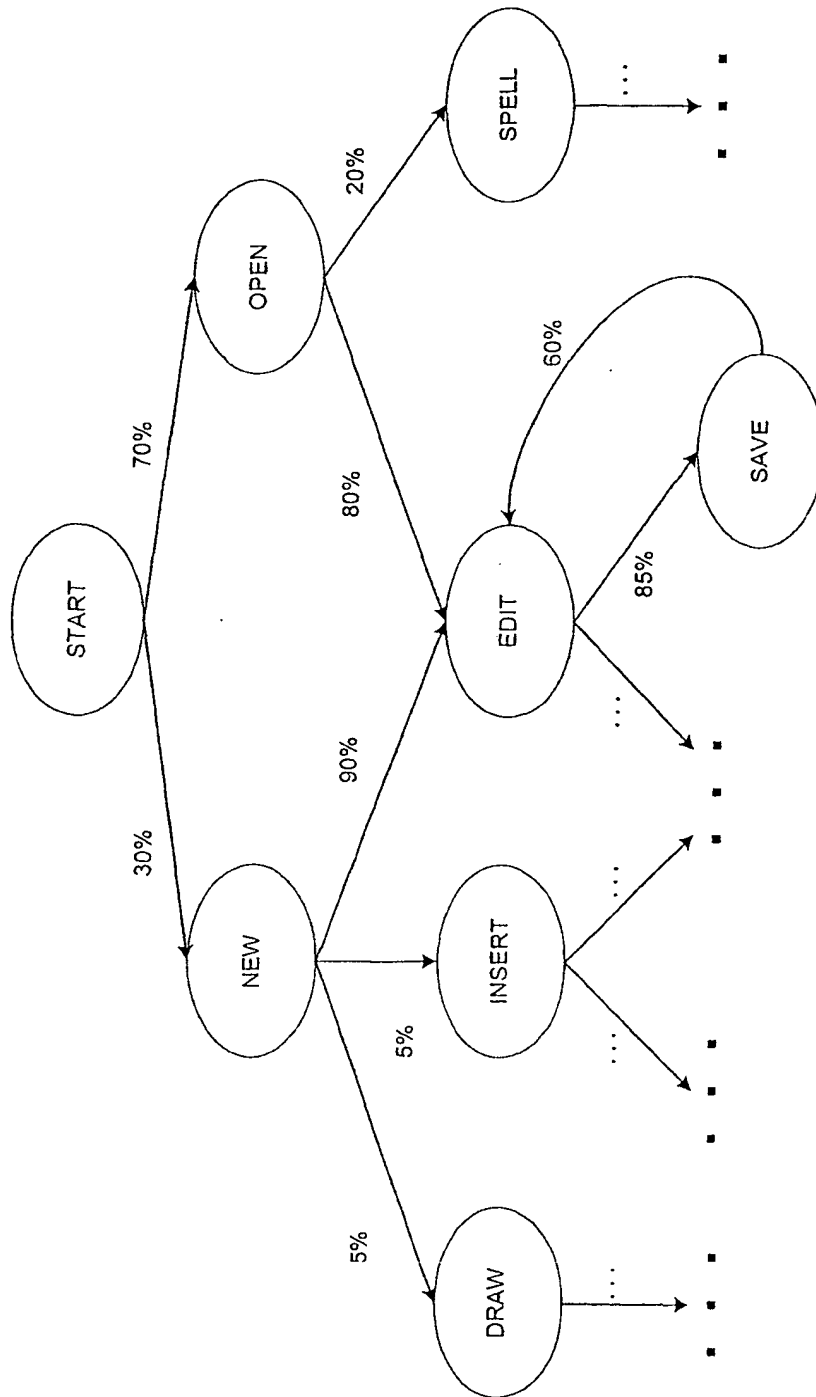 START
30%
70%
NEW
OPEN
5%
5%
90%
80%
20%
DRAW
INSERT
EDIT
SPELL
...
...
...
...
85%
60%
...
SAVE